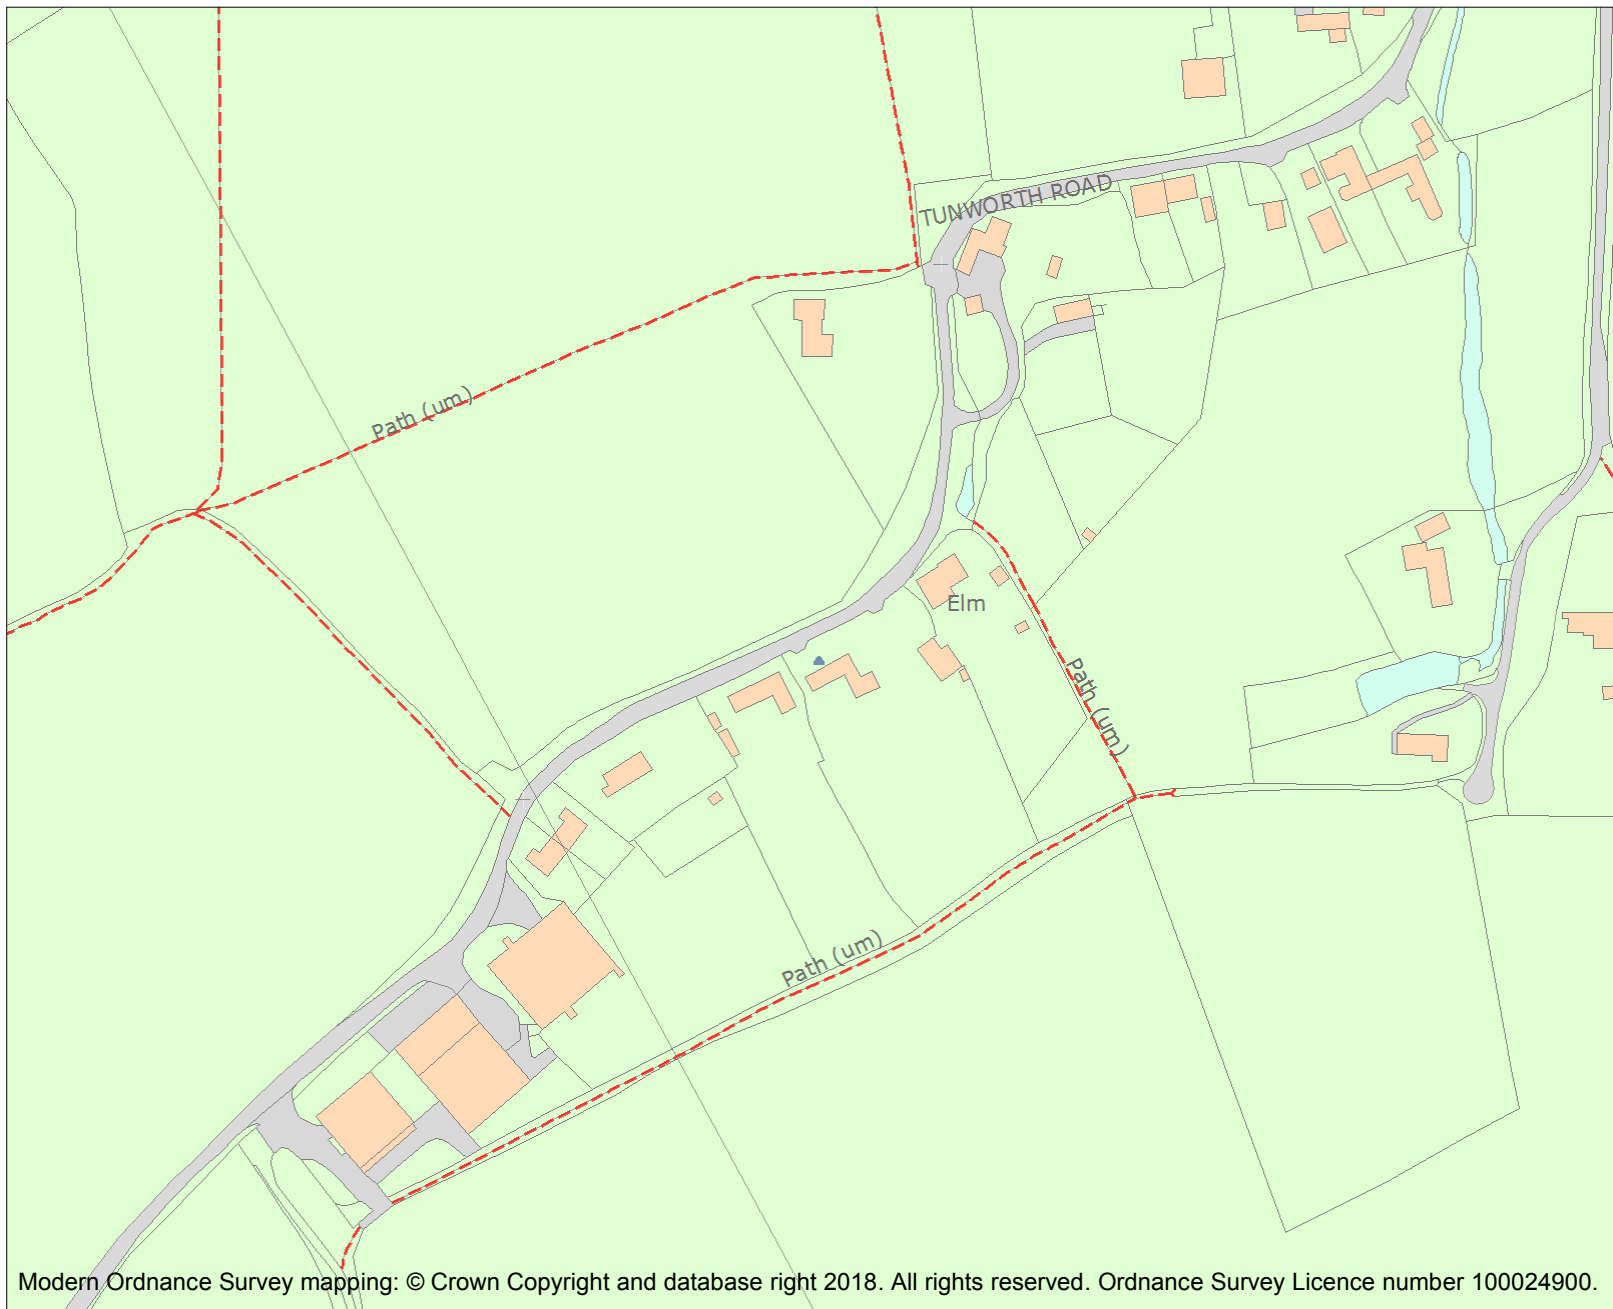 TUNWORTH ROAD
Path (um)
Elm
Path (um)
Path (um)
Modern Ordnance Survey mapping: © Crown Copyright and database right 2018. All rights reserved. Ordnance Survey Licence number 100024900.